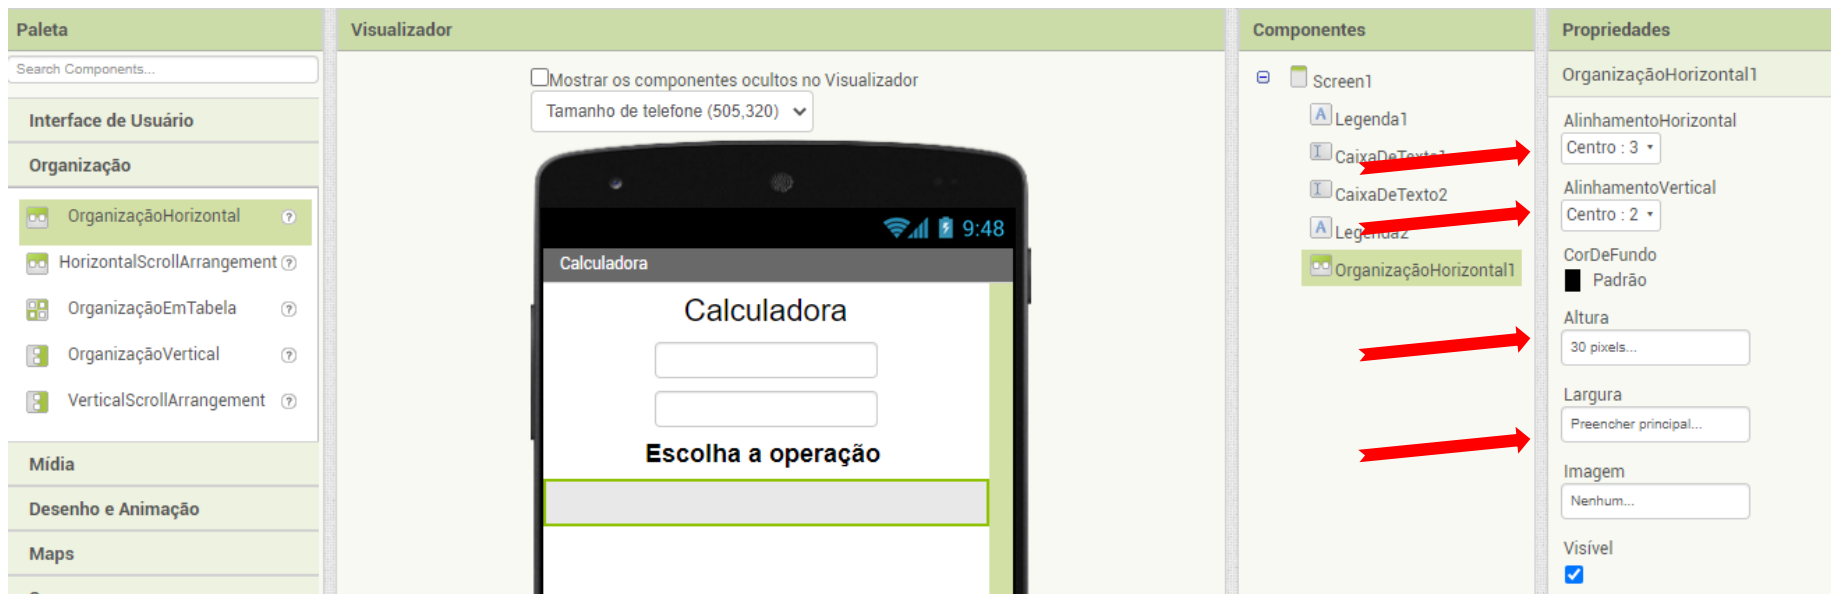 Paleta
Search Components...
Interface de Usuário
Organização
OrganizaçãoHorizontal
HorizontalScrollArrangement
OrganizaçãoEmTabela
OrganizaçãoVertical
VerticalScrollArrangement
Mídia
Desenho e Animação
Maps
Visualizador
Mostrar os componentes ocultos no Visualizador
Tamanho de telefone (505,320)
9:48
Calculadora
Calculadora
Escolha a operação
Componentes
Screen1
Legenda1
CaixaDeTexto1
CaixaDeTexto2
Legenda2
OrganizaçãoHorizontal1
Propriedades
OrganizaçãoHorizontal1
AlinhamentoHorizontal
Centro : 3
AlinhamentoVertical
Centro : 2
CorDeFundo
Padrão
Altura
30 pixels...
Largura
Preencher principal...
Imagem
Nenhum...
Visível